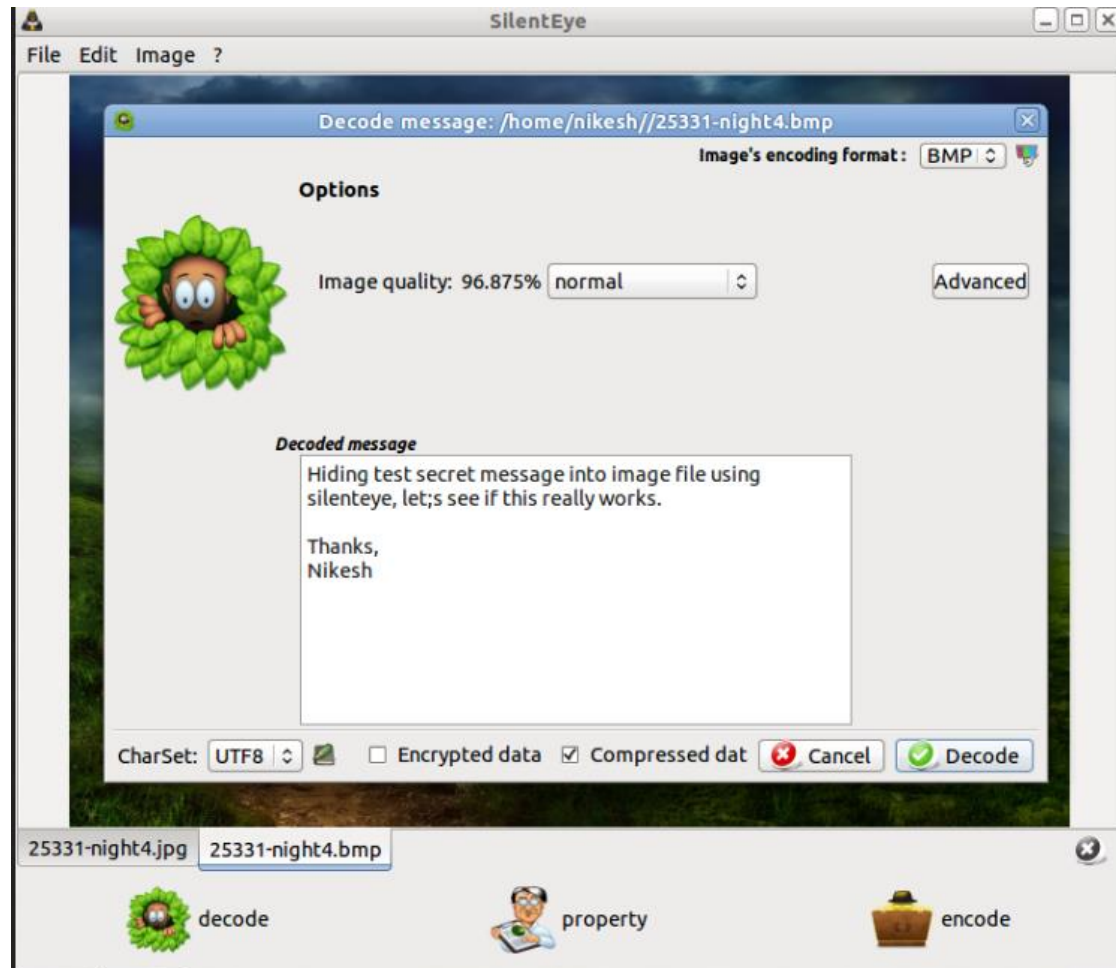 SilentEye
File Edit Image ?
Decode message: /home/nikesh//25331-night4.bmp
Image's encoding format: BMP
Options
Image quality: 96.875% normal
Advanced
Decoded message
Hiding test secret message into image file using
silenteye, let;s see if this really works.
Thanks,
Nikesh
CharSet: UTF8 Encrypted data Compressed dat Cancel Decode
25331-night4.jpg 25331-night4.bmp
decode property encode